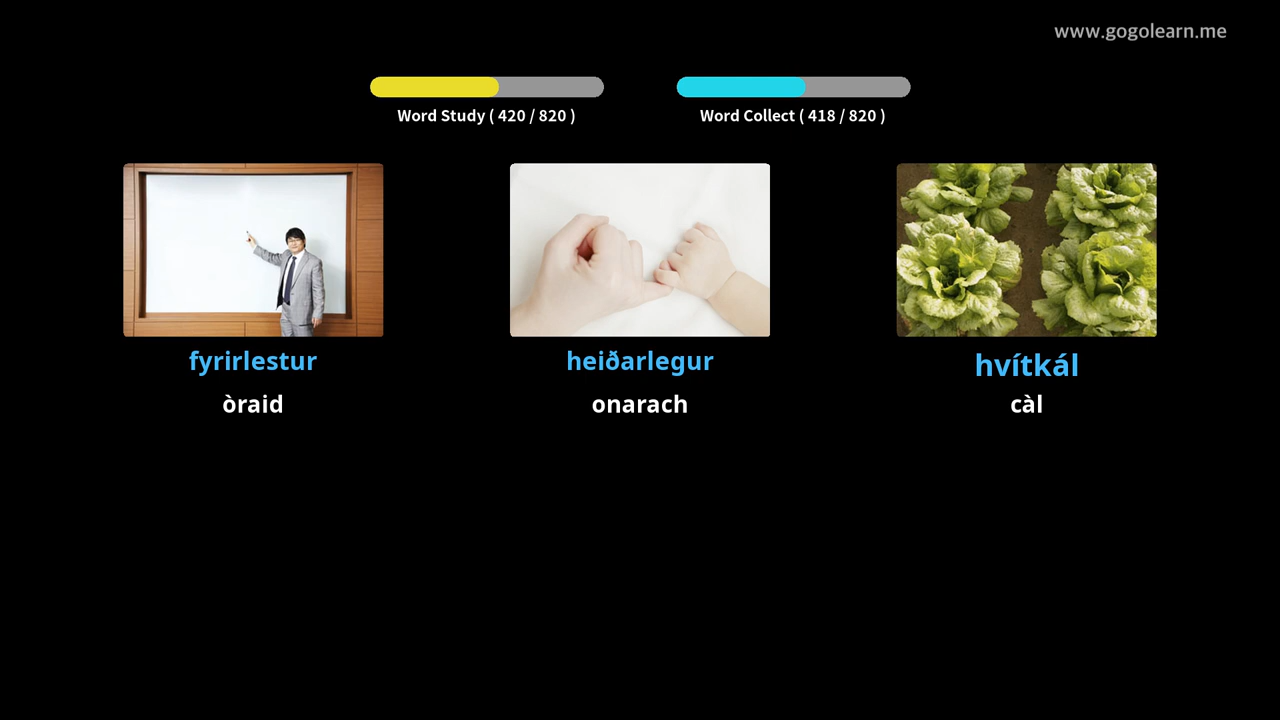 www.gogolearn.me
Word Study ( 420 / 820 )
Word Collect ( 418 / 820 )
fyrirlestur
òraid
heiðarlegur
onarach
hvítkál
càl